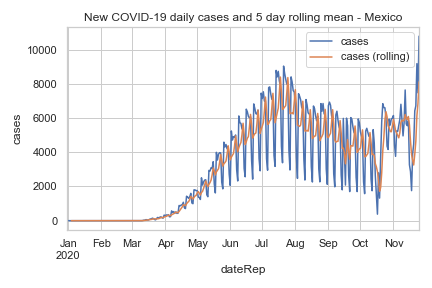 New COVID-19 daily cases and 5 day rolling mean - Mexico
cases
cases (rolling)
10000
8000
6000
4000
2000
0
cases
Jan Feb Mar Apr May Jun Jul Aug Sep Oct Nov
2020
dateRep